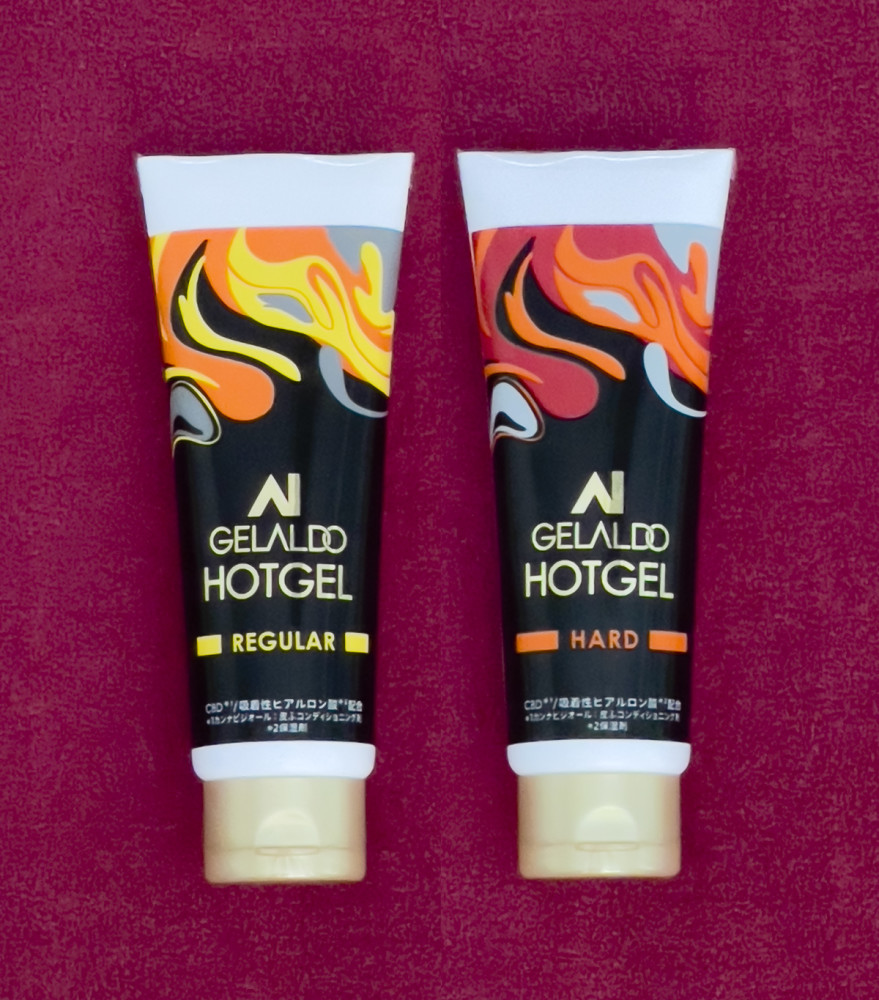 GELALDO
HOTGEL
REGULAR
CBD*¹/吸着性ヒアルロン酸*²配合
*1カンナビジオール：皮ふコンディショニング剤
*2保湿剤
GELALDO
HOTGEL
HARD
CBD*¹/吸着性ヒアルロン酸*²配合
*1カンナビジオール：皮ふコンディショニング剤
*2保湿剤